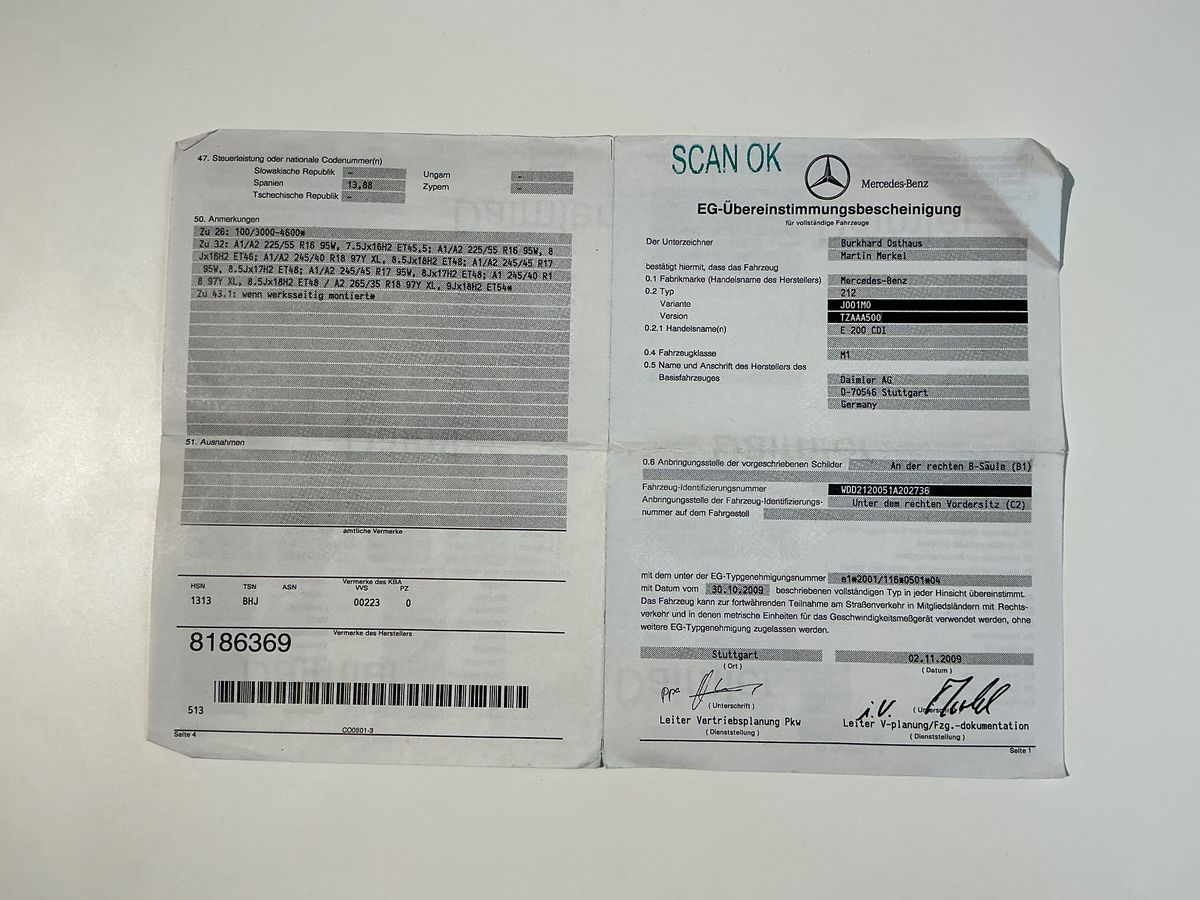 47. Steuerleistung oder nationale Codenummer(n)
Slowakische Republik –
Ungarn –
Spanien 13,88
Zypern –
Tschechische Republik –
50. Anmerkungen
Zu 26: 100/3000-4600*
Zu 32: A1/A2 225/55 R16 95W, 7.5Jx16H2 ET45,5; A1/A2 225/55 R16 95W, 8
Jx16H2 ET46; A1/A2 245/40 R18 97Y XL, 8.5Jx18H2 ET48; A1/A2 245/45 R17
95W, 8.5Jx17H2 ET48; A1/A2 245/45 R17 95W, 8Jx17H2 ET48; A1 245/40 R1
8 97Y XL, 8.5Jx18H2 ET48 / A2 265/35 R18 97Y XL, 9Jx18H2 ET54*
Zu 43.1: wenn werksseitig montiert*
51. Ausnahmen
amtliche Vermerke
Vermerke des KBA
HSN TSN ASN VVS PZ
1313 BHJ 00223 0
Vermerke des Herstellers
8186369
513
Seite 4
CO0801-3
SCAN OK
Mercedes-Benz
EG-Übereinstimmungsbescheinigung
für vollständige Fahrzeuge
Der Unterzeichner Burkhard Osthaus
Martin Merkel
bestätigt hiermit, dass das Fahrzeug
0.1 Fabrikmarke (Handelsname des Herstellers) Mercedes-Benz
0.2 Typ 212
Variante J001M0
Version TZAAA500
0.2.1 Handelsname(n) E 200 CDI
0.4 Fahrzeugklasse M1
0.5 Name und Anschrift des Herstellers des
Basisfahrzeuges Daimler AG
D-70546 Stuttgart
Germany
0.6 Anbringungsstelle der vorgeschriebenen Schilder An der rechten B-Säule (B1)
Fahrzeug-Identifizierungsnummer WDD2120051A202736
Anbringungsstelle der Fahrzeug-Identifizierungs- Unter dem rechten Vordersitz (C2)
nummer auf dem Fahrgestell
mit dem unter der EG-Typgenehmigungsnummer e1*2001/116*0501*04
mit Datum vom 30.10.2009 beschriebenen vollständigen Typ in jeder Hinsicht übereinstimmt.
Das Fahrzeug kann zur fortwährenden Teilnahme am Straßenverkehr in Mitgliedsländern mit Rechts-
verkehr und in denen metrische Einheiten für das Geschwindigkeitsmeßgerät verwendet werden, ohne
weitere EG-Typgenehmigung zugelassen werden.
Stuttgart 02.11.2009
(Ort) (Datum)
ppa i.V.
(Unterschrift)
Leiter Vertriebsplanung Pkw Leiter V-planung/Fzg.-dokumentation
(Dienststellung) (Dienststellung)
Seite 1